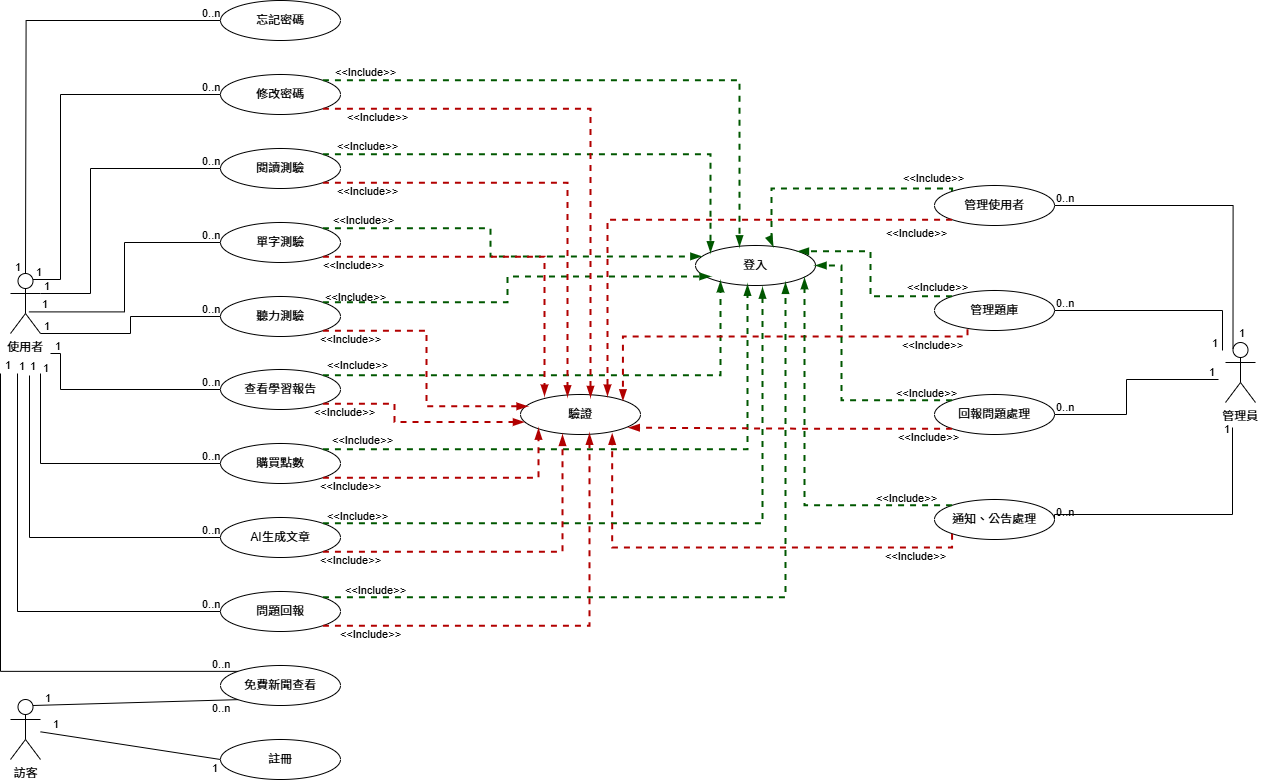 0..n
忘記密碼
<<Include>>
0..n
修改密碼
<<Include>>
<<Include>>
0..n
閱讀測驗
<<Include>>
<<Include>>
0..n
管理使用者
<<Include>>
<<Include>>
0..n
單字測驗
<<Include>>
登入
1
1
1
<<Include>>
0..n
管理題庫
<<Include>>
1
<<Include>>
0..n
聽力測驗
<<Include>>
1
1
使用者
1
1
<<Include>>
1
1
1
1
<<Include>>
1
0..n
查看學習報告
<<Include>>
<<Include>>
0..n
回報問題處理
<<Include>>
驗證
管理員
1
<<Include>>
0..n
購買點數
<<Include>>
<<Include>>
0..n
通知、公告處理
<<Include>>
<<Include>>
0..n
AI生成文章
<<Include>>
<<Include>>
0..n
問題回報
<<Include>>
0..n
免費新聞查看
1
0..n
1
註冊
1
訪客